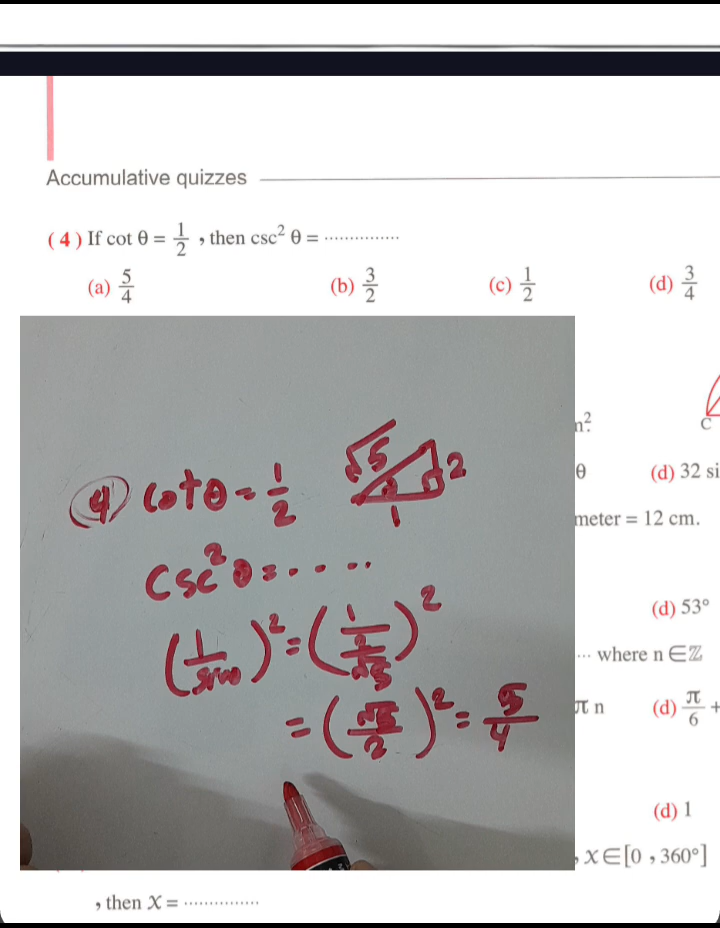 Accumulative quizzes
(4) If cot θ = 1/2 , then csc² θ = ...............
(a) 5/4 (b) 3/2 (c) 1/2 (d) 3/4
C
θ (d) 32 si
meter = 12 cm.
(d) 53°
... where n ∈ ℤ
π n (d) π/6 +
(d) 1
, x ∈ [0 , 360°]
, then x = ...............
(4) cot θ = 1/2 √5 2 1
csc² θ = . . . . .
(1/sin θ)² = (1/(2/√5))²
= (√5/2)² = 5/4